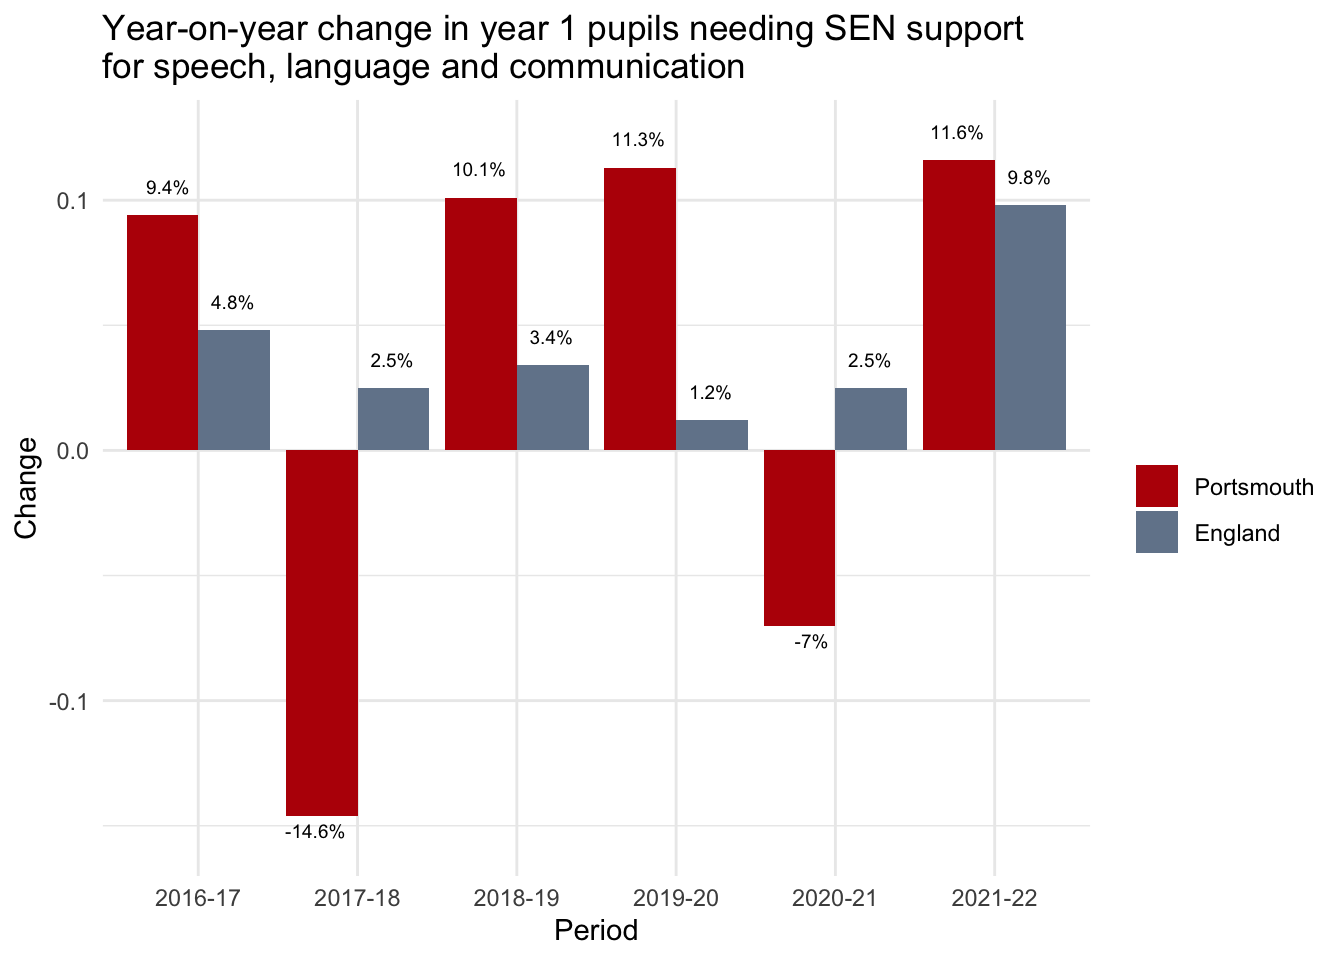 Year-on-year change in year 1 pupils needing SEN support
for speech, language and communication
11.6%
11.3%
10.1%
9.4%
9.8%
0.1
4.8%
3.4%
2.5%
2.5%
1.2%
0.0
Change
Portsmouth
England
-7%
-0.1
-14.6%
2016-17 2017-18 2018-19 2019-20 2020-21 2021-22
Period